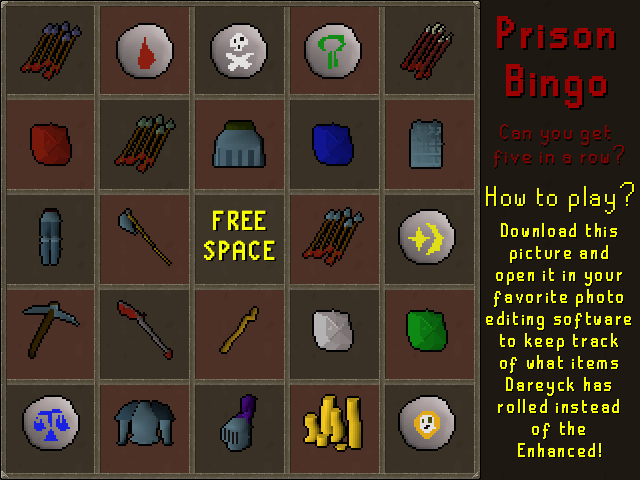 Prison
Bingo
Can you get
five in a row?
How to play?
Download this
picture and
open it in your
favorite photo
editing software
to keep track
of what items
Dareyck has
rolled instead
of the
Enhanced!
FREE
SPACE